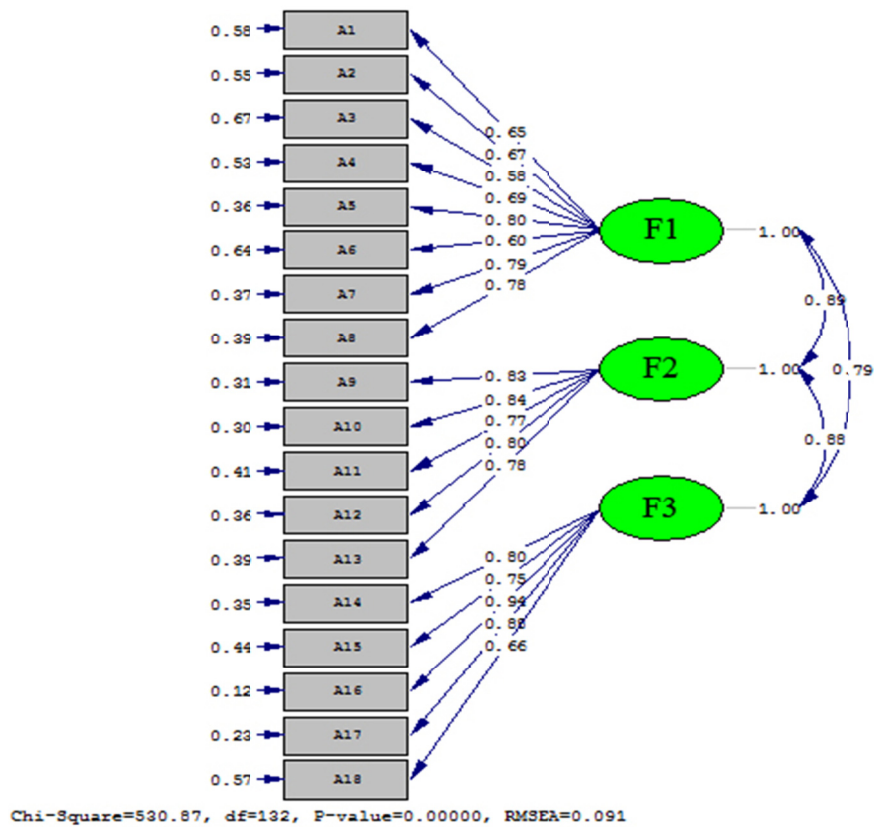 0.58 A1
0.55 A2
0.67 A3
0.53 A4
0.36 A5
0.64 A6
0.37 A7
0.39 A8
0.31 A9
0.30 A10
0.41 A11
0.36 A12
0.39 A13
0.35 A14
0.44 A15
0.12 A16
0.23 A17
0.57 A18
0.65
0.67
0.58
0.69
0.80
0.60
0.79
0.78
0.83
0.84
0.77
0.80
0.78
0.80
0.75
0.94
0.88
0.66
F1 1.00
F2 1.00
F3 1.00
0.89
0.79
0.88
Chi-Square=530.87, df=132, P-value=0.00000, RMSEA=0.091